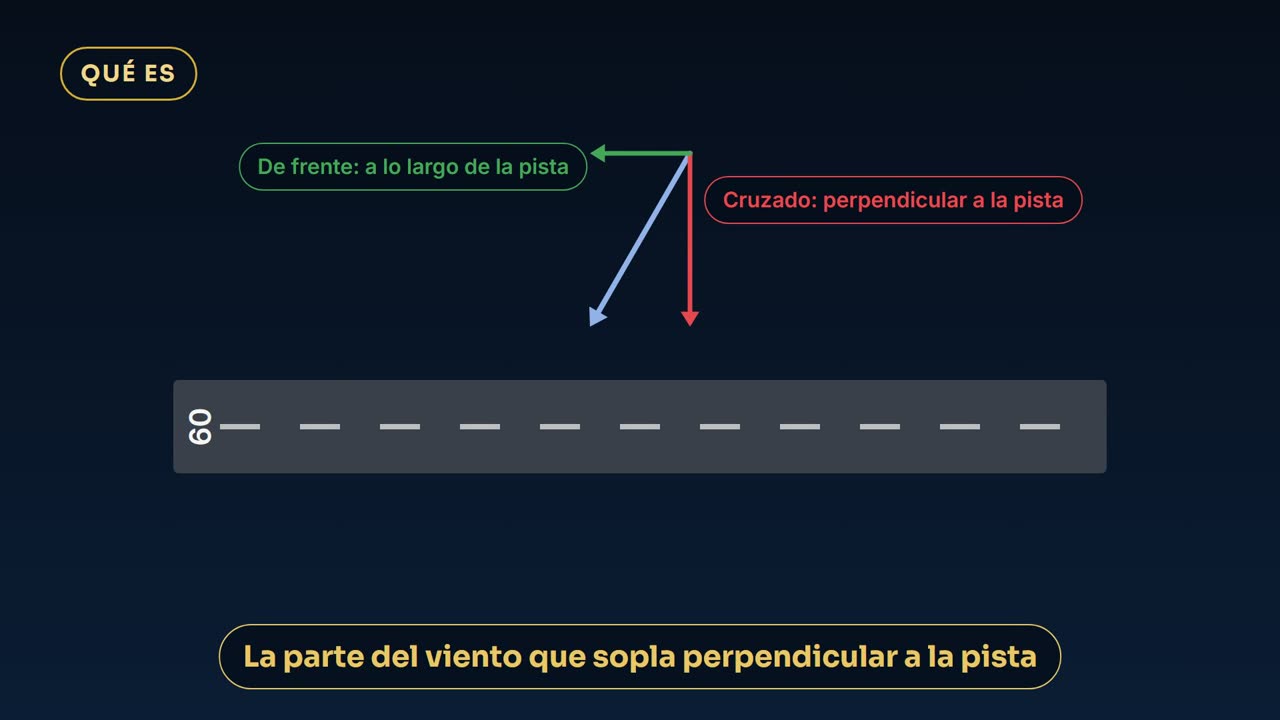 QUÉ ES
De frente: a lo largo de la pista
Cruzado: perpendicular a la pista
09
La parte del viento que sopla perpendicular a la pista